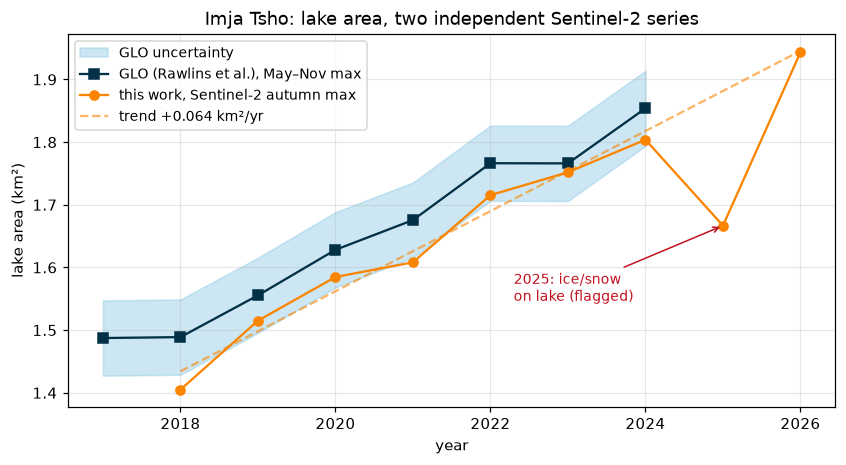 Imja Tsho: lake area, two independent Sentinel-2 series
GLO uncertainty
GLO (Rawlins et al.), May–Nov max
this work, Sentinel-2 autumn max
trend +0.064 km²/yr
1.9
1.8
1.7
1.6
1.5
1.4
lake area (km²)
2025: ice/snow
on lake (flagged)
2018
2020
2022
2024
2026
year